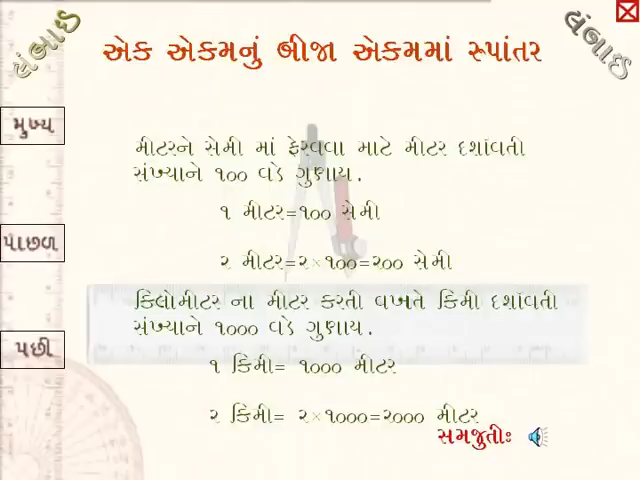 લંબાઈ
લંબાઈ
એક એકમનું બીજા એકમમાં રૂપાંતર
મુખ્ય
મીટરને સેમી માં ફેરવવા માટે મીટર દર્શાવતી
સંખ્યાને ૧૦૦ વડે ગુણાય.
૧ મીટર=૧૦૦ સેમી
પાછળ
૨ મીટર=૨×૧૦૦=૨૦૦ સેમી
કિલોમીટર ના મીટર કરતી વખતે કિમી દર્શાવતી
સંખ્યાને ૧૦૦૦ વડે ગુણાય.
પછી
૧ કિમી= ૧૦૦૦ મીટર
૨ કિમી= ૨×૧૦૦૦=૨૦૦૦ મીટર
સમજુતીઃ